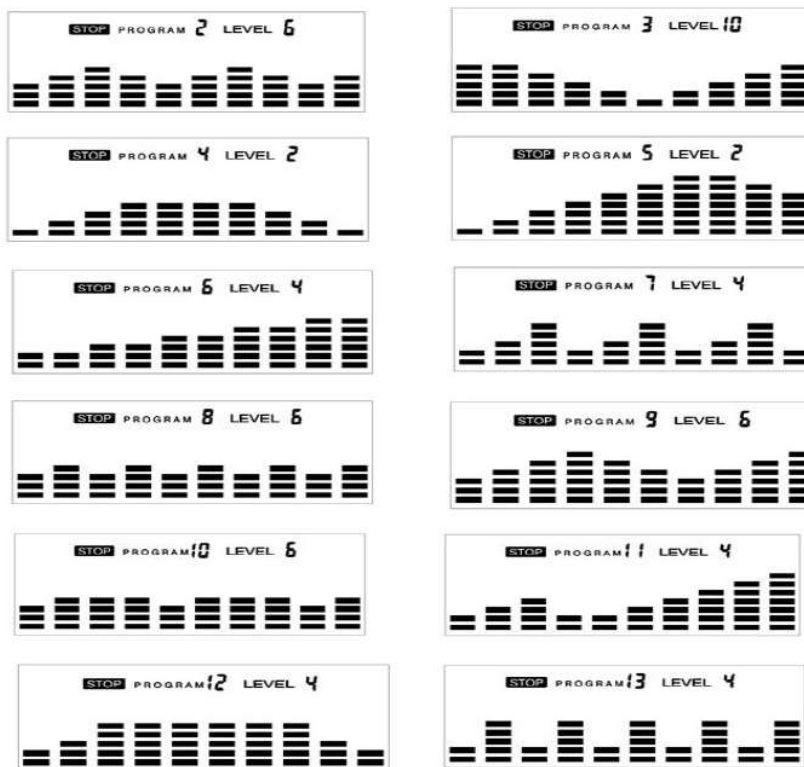 STOP PROGRAM 2 LEVEL 6
STOP PROGRAM 3 LEVEL 10
STOP PROGRAM 4 LEVEL 2
STOP PROGRAM 5 LEVEL 2
STOP PROGRAM 6 LEVEL 4
STOP PROGRAM 7 LEVEL 4
STOP PROGRAM 8 LEVEL 6
STOP PROGRAM 9 LEVEL 6
STOP PROGRAM 10 LEVEL 6
STOP PROGRAM 11 LEVEL 4
STOP PROGRAM 12 LEVEL 4
STOP PROGRAM 13 LEVEL 4